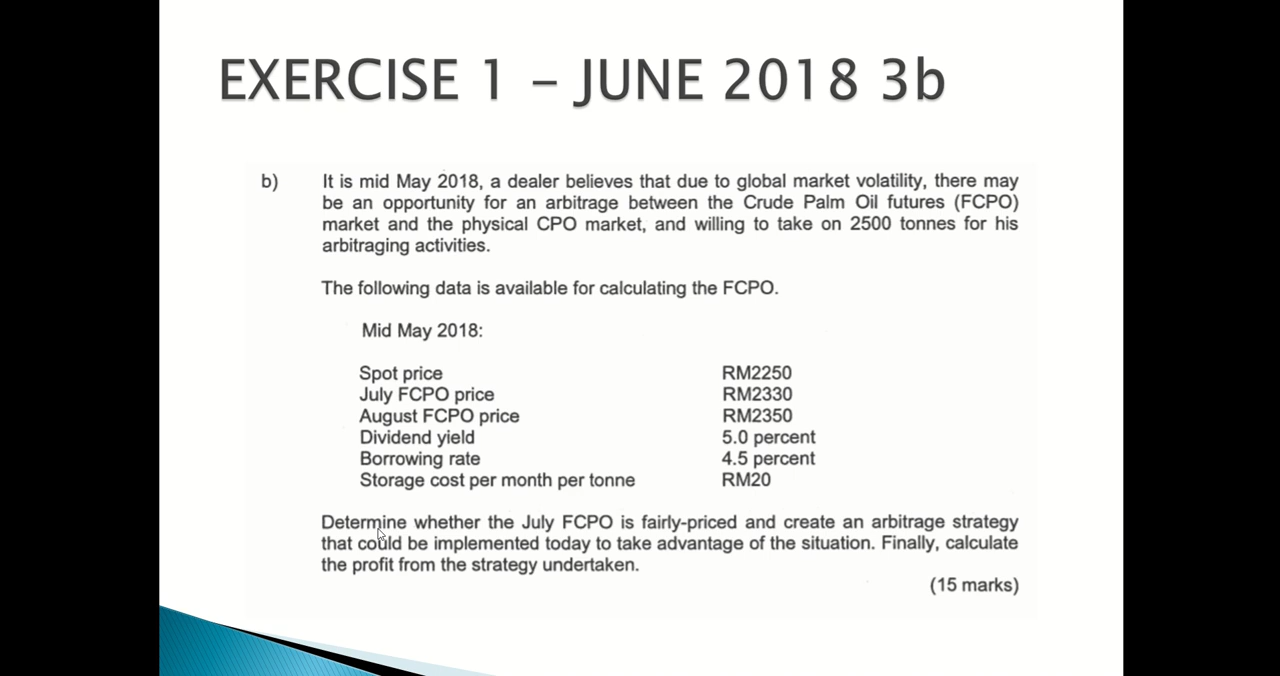 EXERCISE 1 – JUNE 2018 3b
b) It is mid May 2018, a dealer believes that due to global market volatility, there may
be an opportunity for an arbitrage between the Crude Palm Oil futures (FCPO)
market and the physical CPO market, and willing to take on 2500 tonnes for his
arbitraging activities.
The following data is available for calculating the FCPO.
Mid May 2018:
Spot price RM2250
July FCPO price RM2330
August FCPO price RM2350
Dividend yield 5.0 percent
Borrowing rate 4.5 percent
Storage cost per month per tonne RM20
Determine whether the July FCPO is fairly-priced and create an arbitrage strategy
that could be implemented today to take advantage of the situation. Finally, calculate
the profit from the strategy undertaken.
(15 marks)